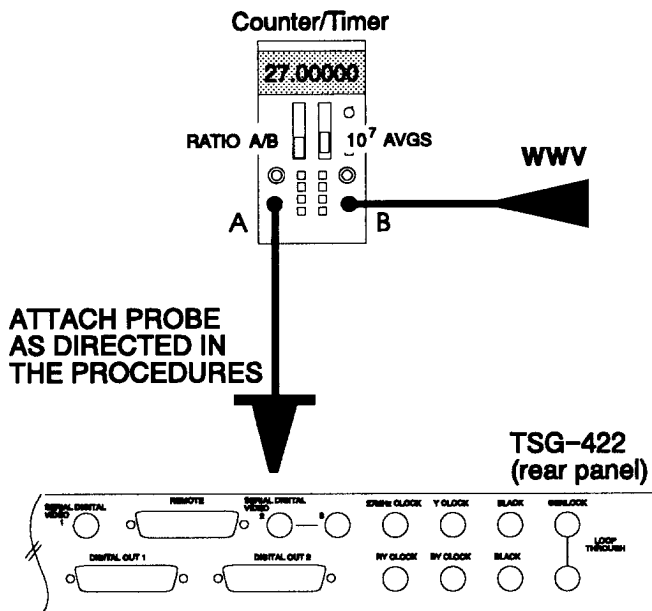 Counter/Timer
27.00000
RATIO A/B
10⁷ AVGS
WWV
A
B
ATTACH PROBE
AS DIRECTED IN
THE PROCEDURES
TSG-422
(rear panel)
SERIAL DIGITAL
VIDEO
1
REMOTE
SERIAL DIGITAL
VIDEO
2
3
27MHz CLOCK
Y CLOCK
BLACK
GENLOCK
LOOP
THROUGH
DIGITAL OUT 1
DIGITAL OUT 2
RY CLOCK
BY CLOCK
BLACK